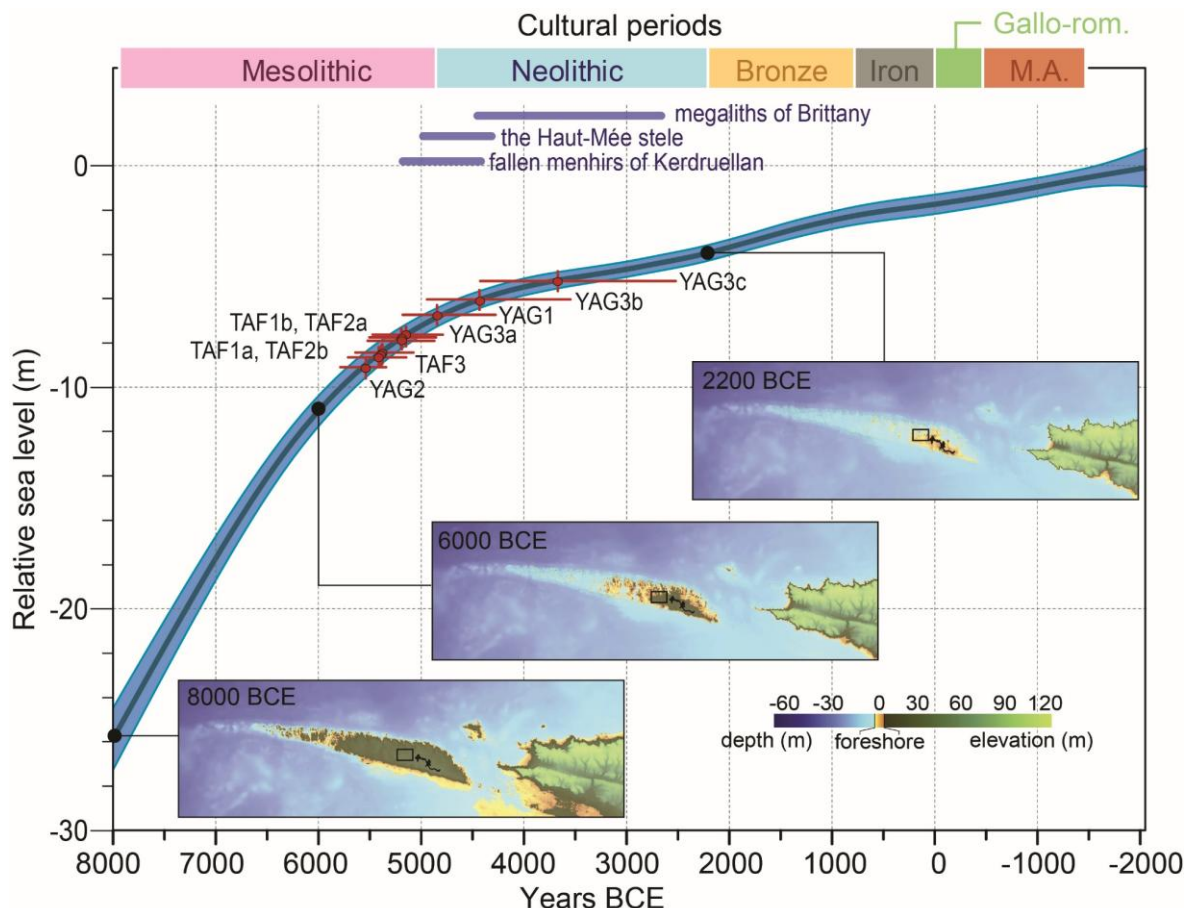 Cultural periods
Gallo-rom.
Mesolithic
Neolithic
Bronze
Iron
M.A.
megaliths of Brittany
the Haut-Mée stele
fallen menhirs of Kerdruellan
0
-10
-20
-30
Relative sea level (m)
YAG3c
YAG3b
YAG1
YAG3a
TAF1b, TAF2a
TAF1a, TAF2b
TAF3
YAG2
2200 BCE
6000 BCE
8000 BCE
-60 -30 0 30 60 90 120
depth (m) foreshore elevation (m)
8000 7000 6000 5000 4000 3000 2000 1000 0 -1000 -2000
Years BCE